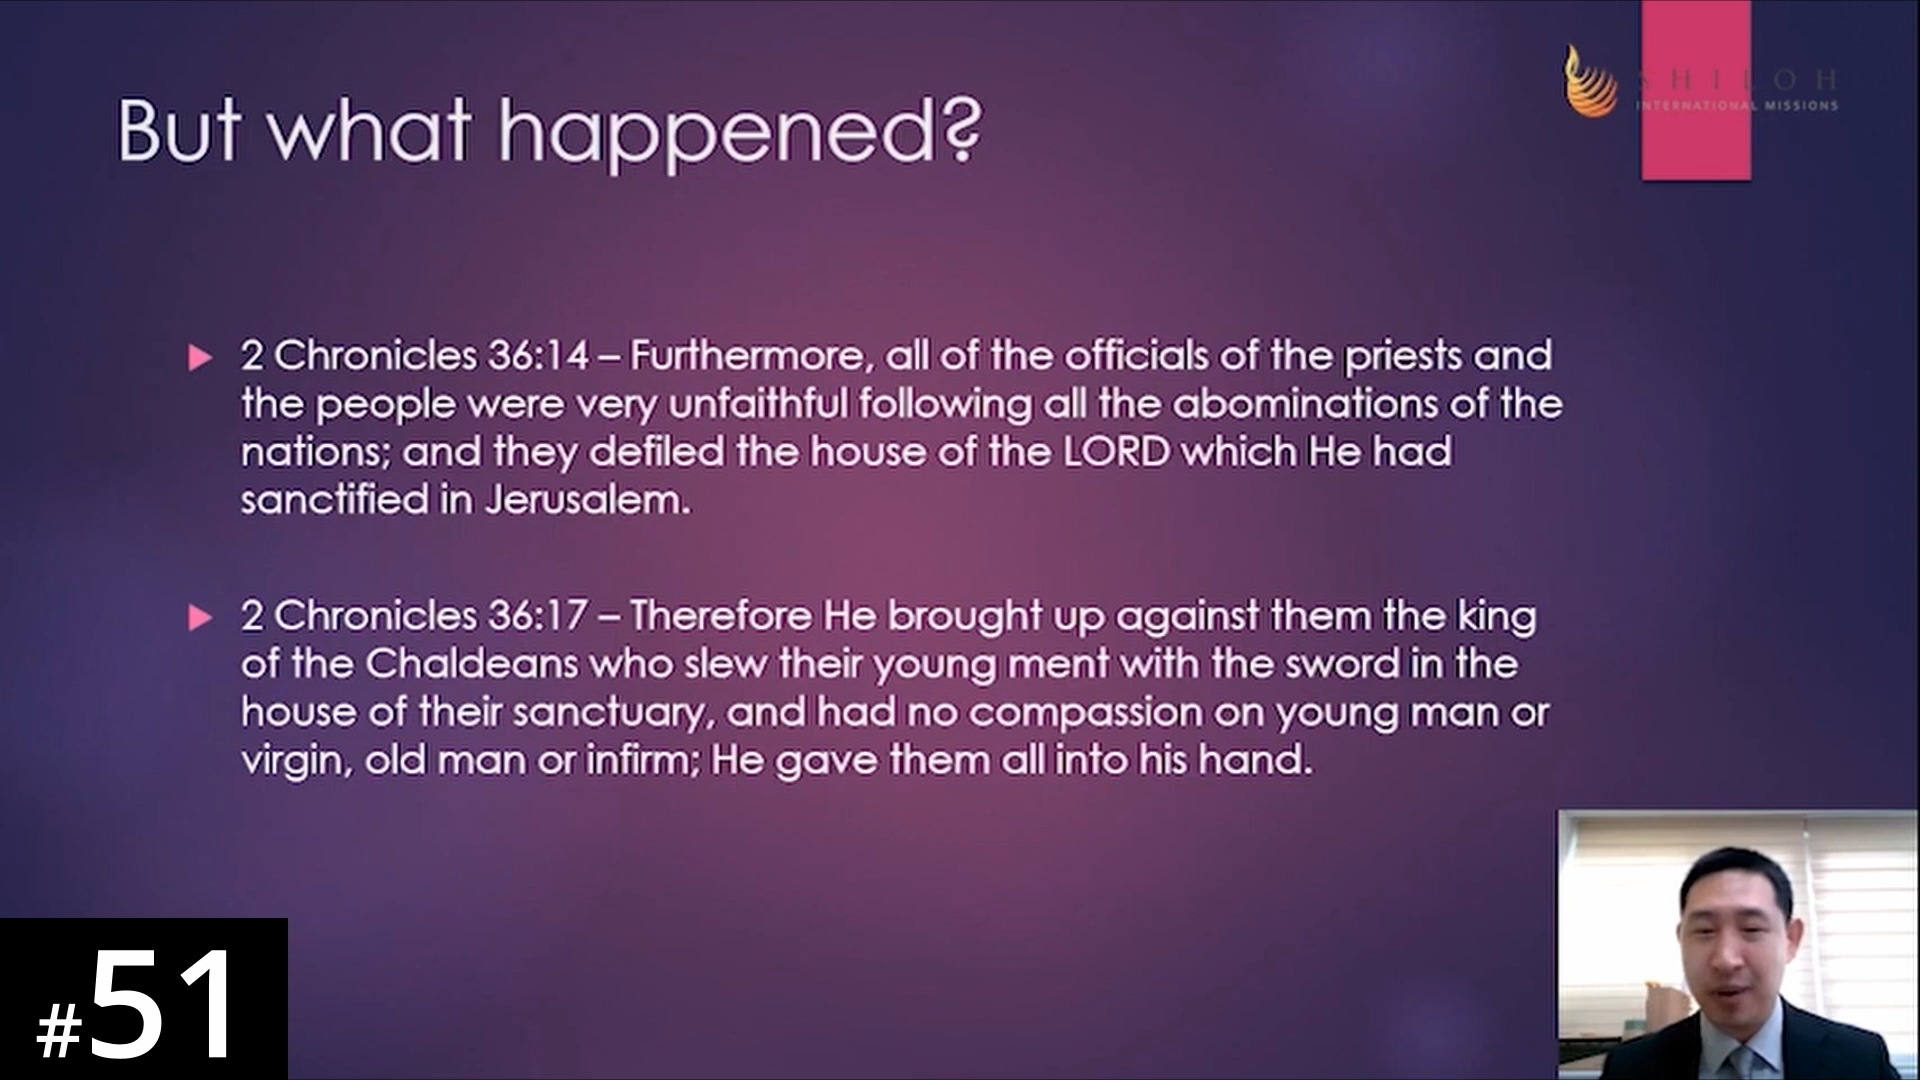 But what happened?
SHILOH
INTERNATIONAL MISSIONS
2 Chronicles 36:14 – Furthermore, all of the officials of the priests and
the people were very unfaithful following all the abominations of the
nations; and they defiled the house of the LORD which He had
sanctified in Jerusalem.
2 Chronicles 36:17 – Therefore He brought up against them the king
of the Chaldeans who slew their young ment with the sword in the
house of their sanctuary, and had no compassion on young man or
virgin, old man or infirm; He gave them all into his hand.
#51